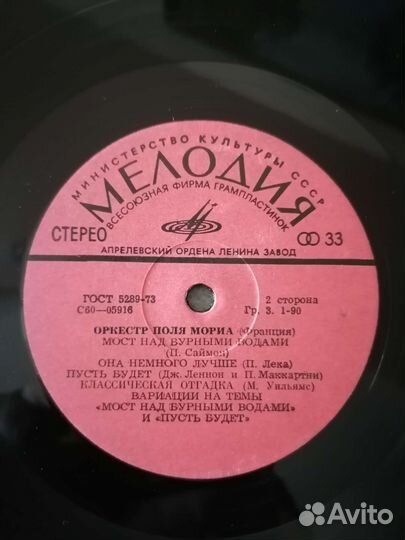 МИНИСТЕРСТВО КУЛЬТУРЫ СССР
МЕЛОДИЯ
ВСЕСОЮЗНАЯ ФИРМА ГРАМПЛАСТИНОК
СТЕРЕО
33
АПРЕЛЕВСКИЙ ОРДЕНА ЛЕНИНА ЗАВОД
ГОСТ 5289-73 2 сторона
С60—05916 Гр. 3. 1-90
ОРКЕСТР ПОЛЯ МОРИА (Франция)
МОСТ НАД БУРНЫМИ ВОДАМИ
(П. Саймон)
ОНА НЕМНОГО ЛУЧШЕ (П. Лека)
ПУСТЬ БУДЕТ (Дж. Леннон и П. Маккартни)
КЛАССИЧЕСКАЯ ОТГАДКА (М. Уильямс)
ВАРИАЦИИ НА ТЕМЫ
«МОСТ НАД БУРНЫМИ ВОДАМИ»
И «ПУСТЬ БУДЕТ»
Avito